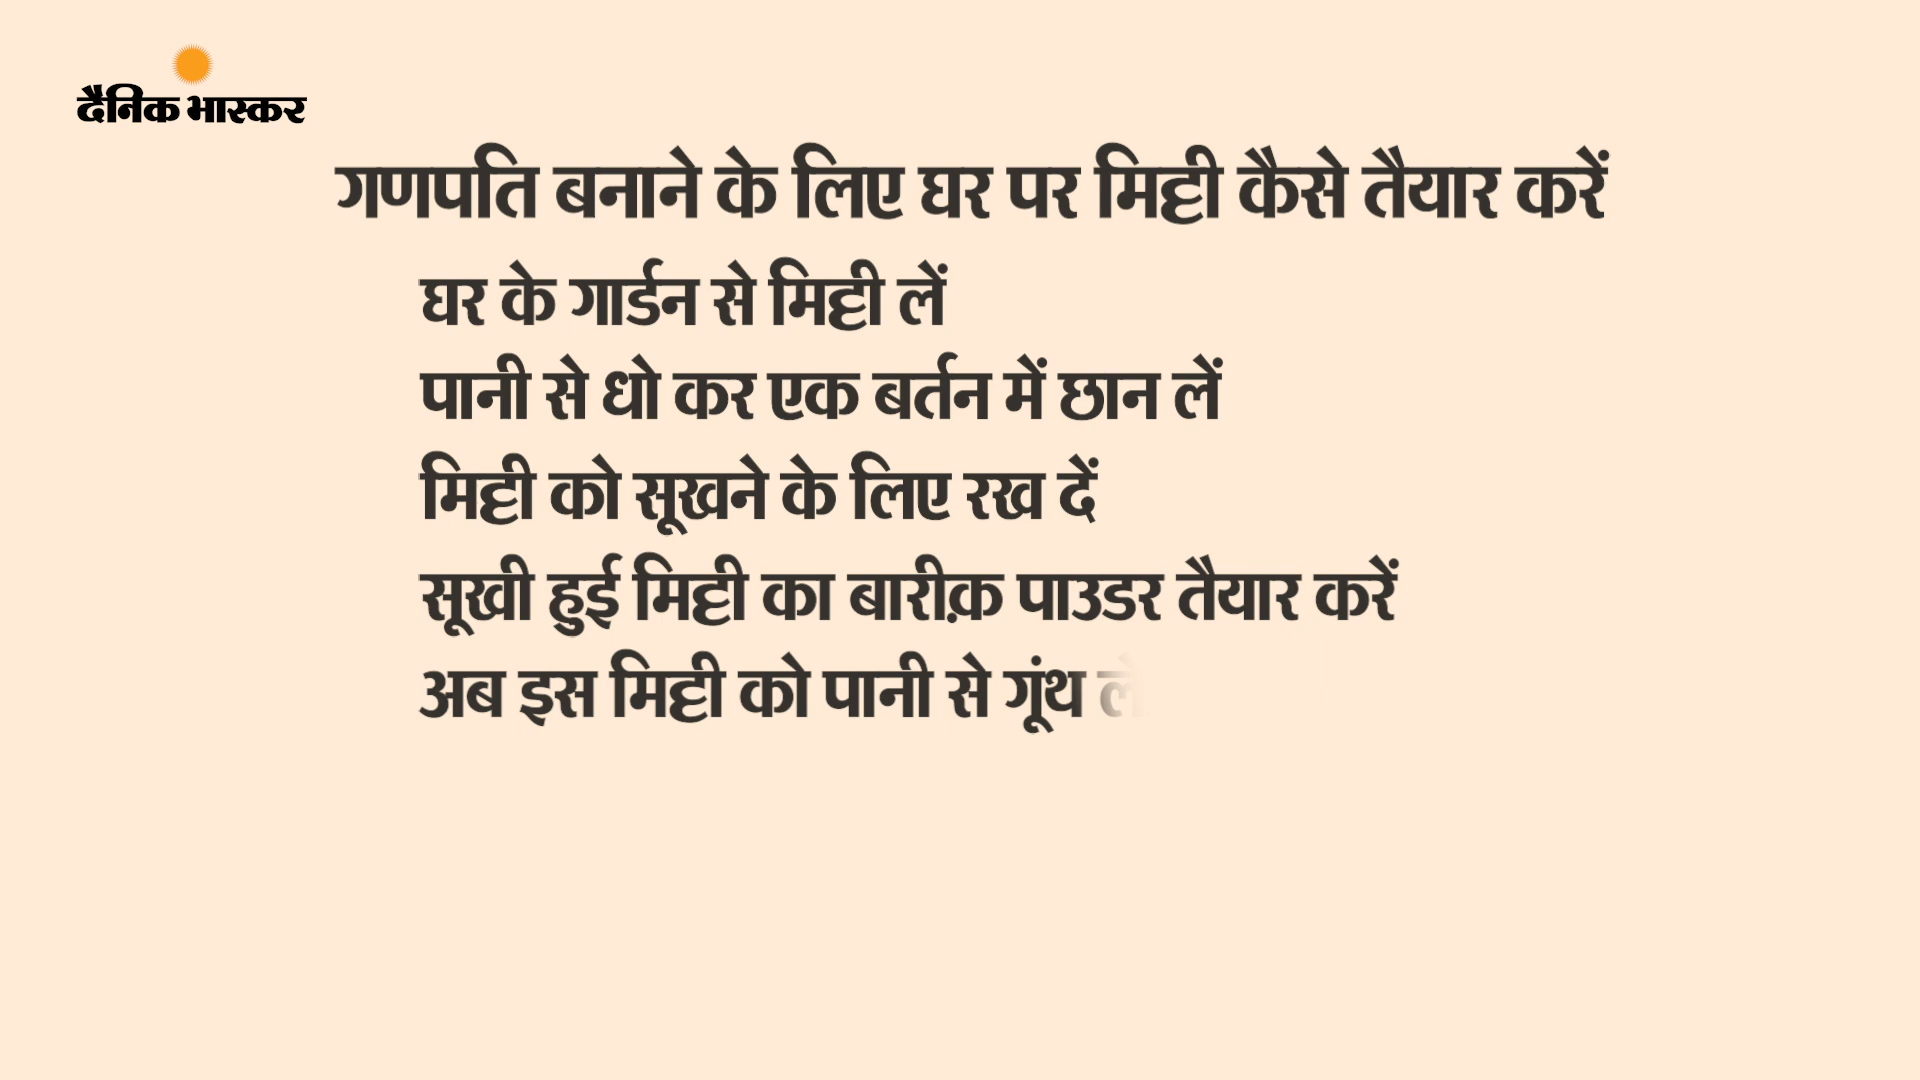 दैनिक भास्कर
गणपति बनाने के लिए घर पर मिट्टी कैसे तैयार करें
घर के गार्डन से मिट्टी लें
पानी से धो कर एक बर्तन में छान लें
मिट्टी को सूखने के लिए रख दें
सूखी हुई मिट्टी का बारीक़ पाउडर तैयार करें
अब इस मिट्टी को पानी से गूंथ